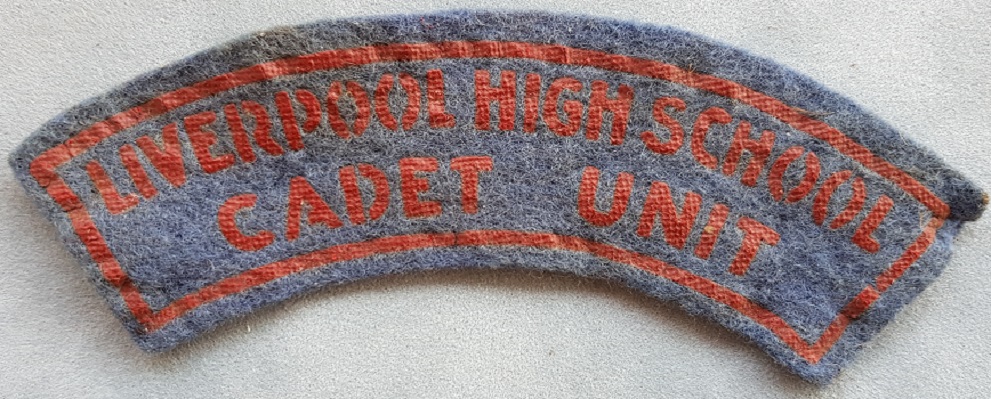 LIVERPOOL HIGH SCHOOL
CADET UNIT